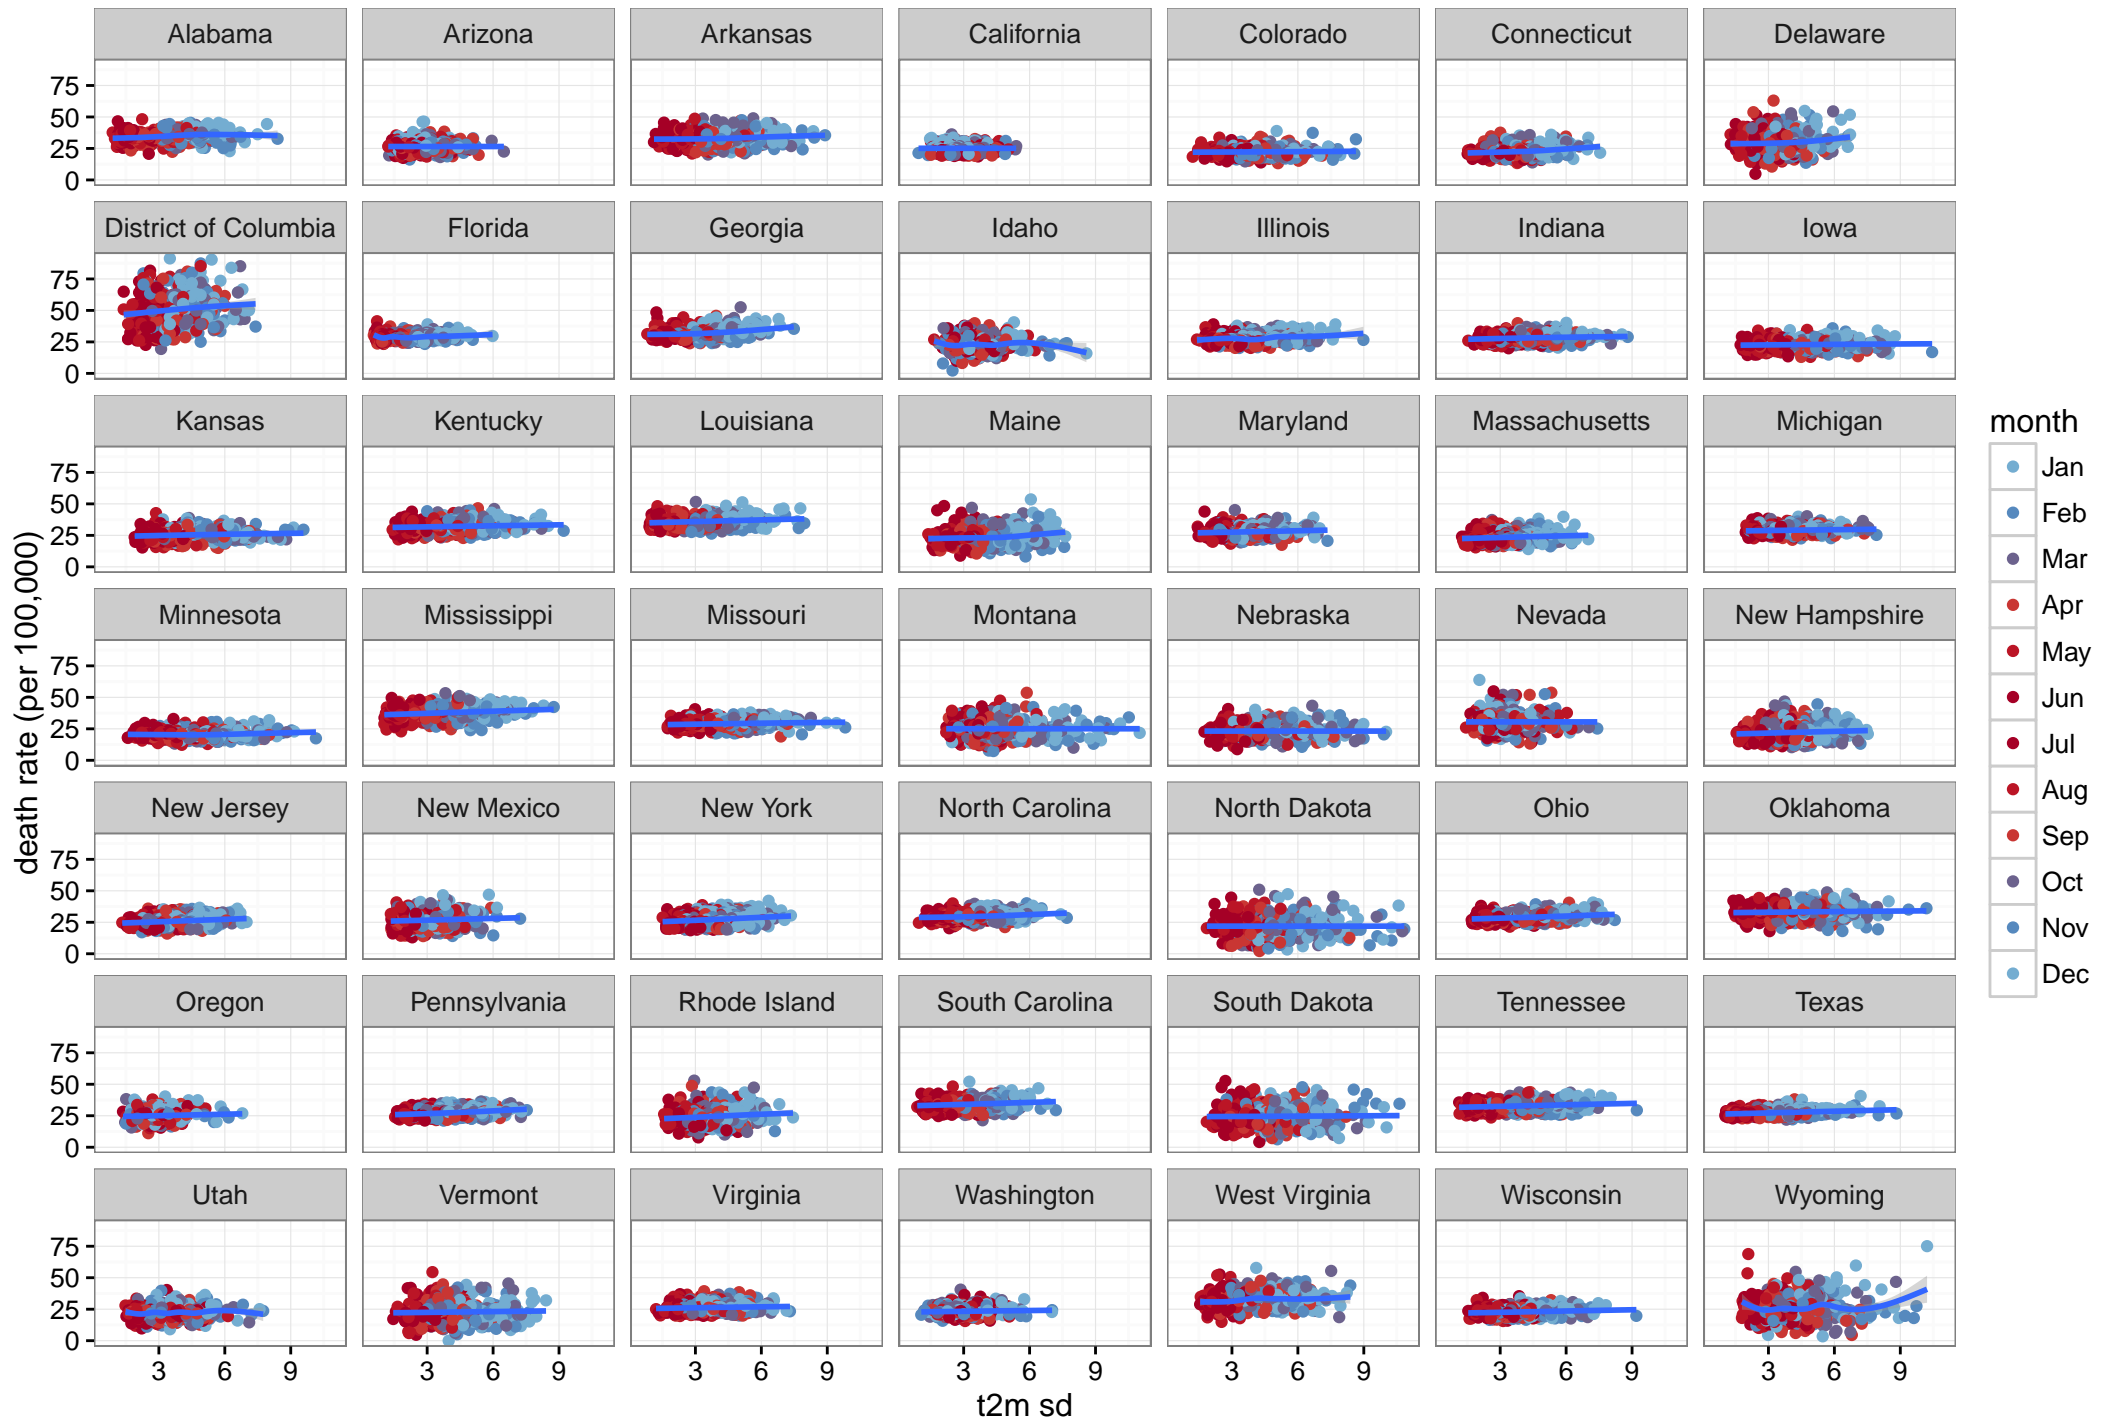 Alabama Arizona Arkansas California Colorado Connecticut Delaware
75
50
25
0
District of Columbia Florida Georgia Idaho Illinois Indiana Iowa
75
50
25
0
Kansas Kentucky Louisiana Maine Maryland Massachusetts Michigan
75
50
25
0
Minnesota Mississippi Missouri Montana Nebraska Nevada New Hampshire
75
50
25
0
New Jersey New Mexico New York North Carolina North Dakota Ohio Oklahoma
75
50
25
0
Oregon Pennsylvania Rhode Island South Carolina South Dakota Tennessee Texas
75
50
25
0
Utah Vermont Virginia Washington West Virginia Wisconsin Wyoming
75
50
25
0
3 6 9 3 6 9 3 6 9 3 6 9 3 6 9 3 6 9 3 6 9
t2m sd
death rate (per 100,000)
month
Jan
Feb
Mar
Apr
May
Jun
Jul
Aug
Sep
Oct
Nov
Dec